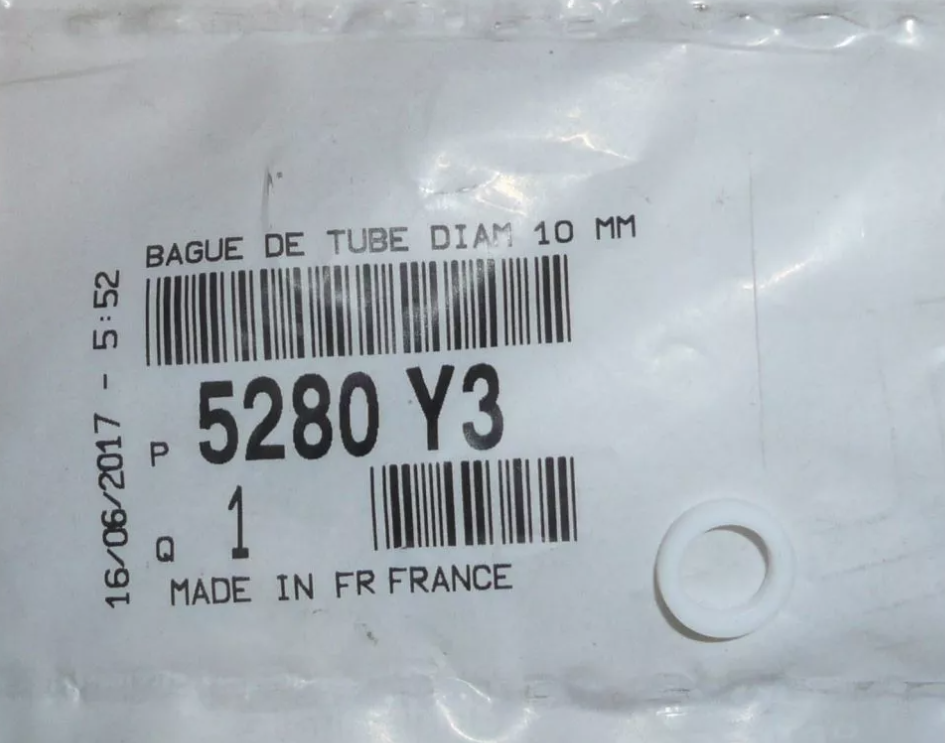 BAGUE DE TUBE DIAM 10 MM
P 5280 Y3
Q 1
MADE IN FR FRANCE
16/06/2017 - 5:52